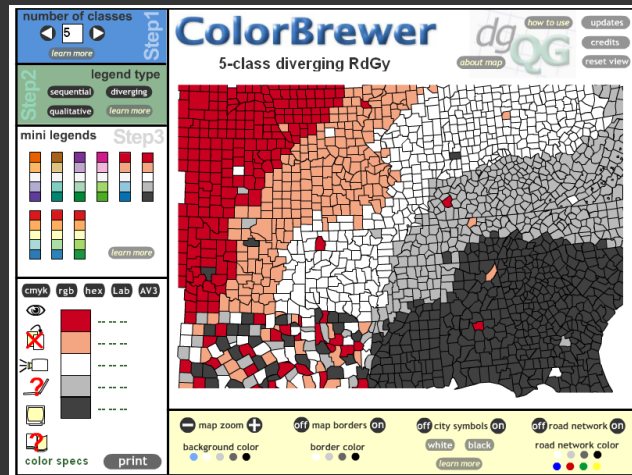 number of classes
5
learn more
Step1
Step2
legend type
sequential
diverging
qualitative
learn more
mini legends
Step3
learn more
cmyk
rgb
hex
Lab
AV3
color specs
print
ColorBrewer
5-class diverging RdGy
dg
QG
how to use
about map
updates
credits
reset view
map zoom
off map borders on
off city symbols on
off road network on
background color
border color
white
black
learn more
road network color